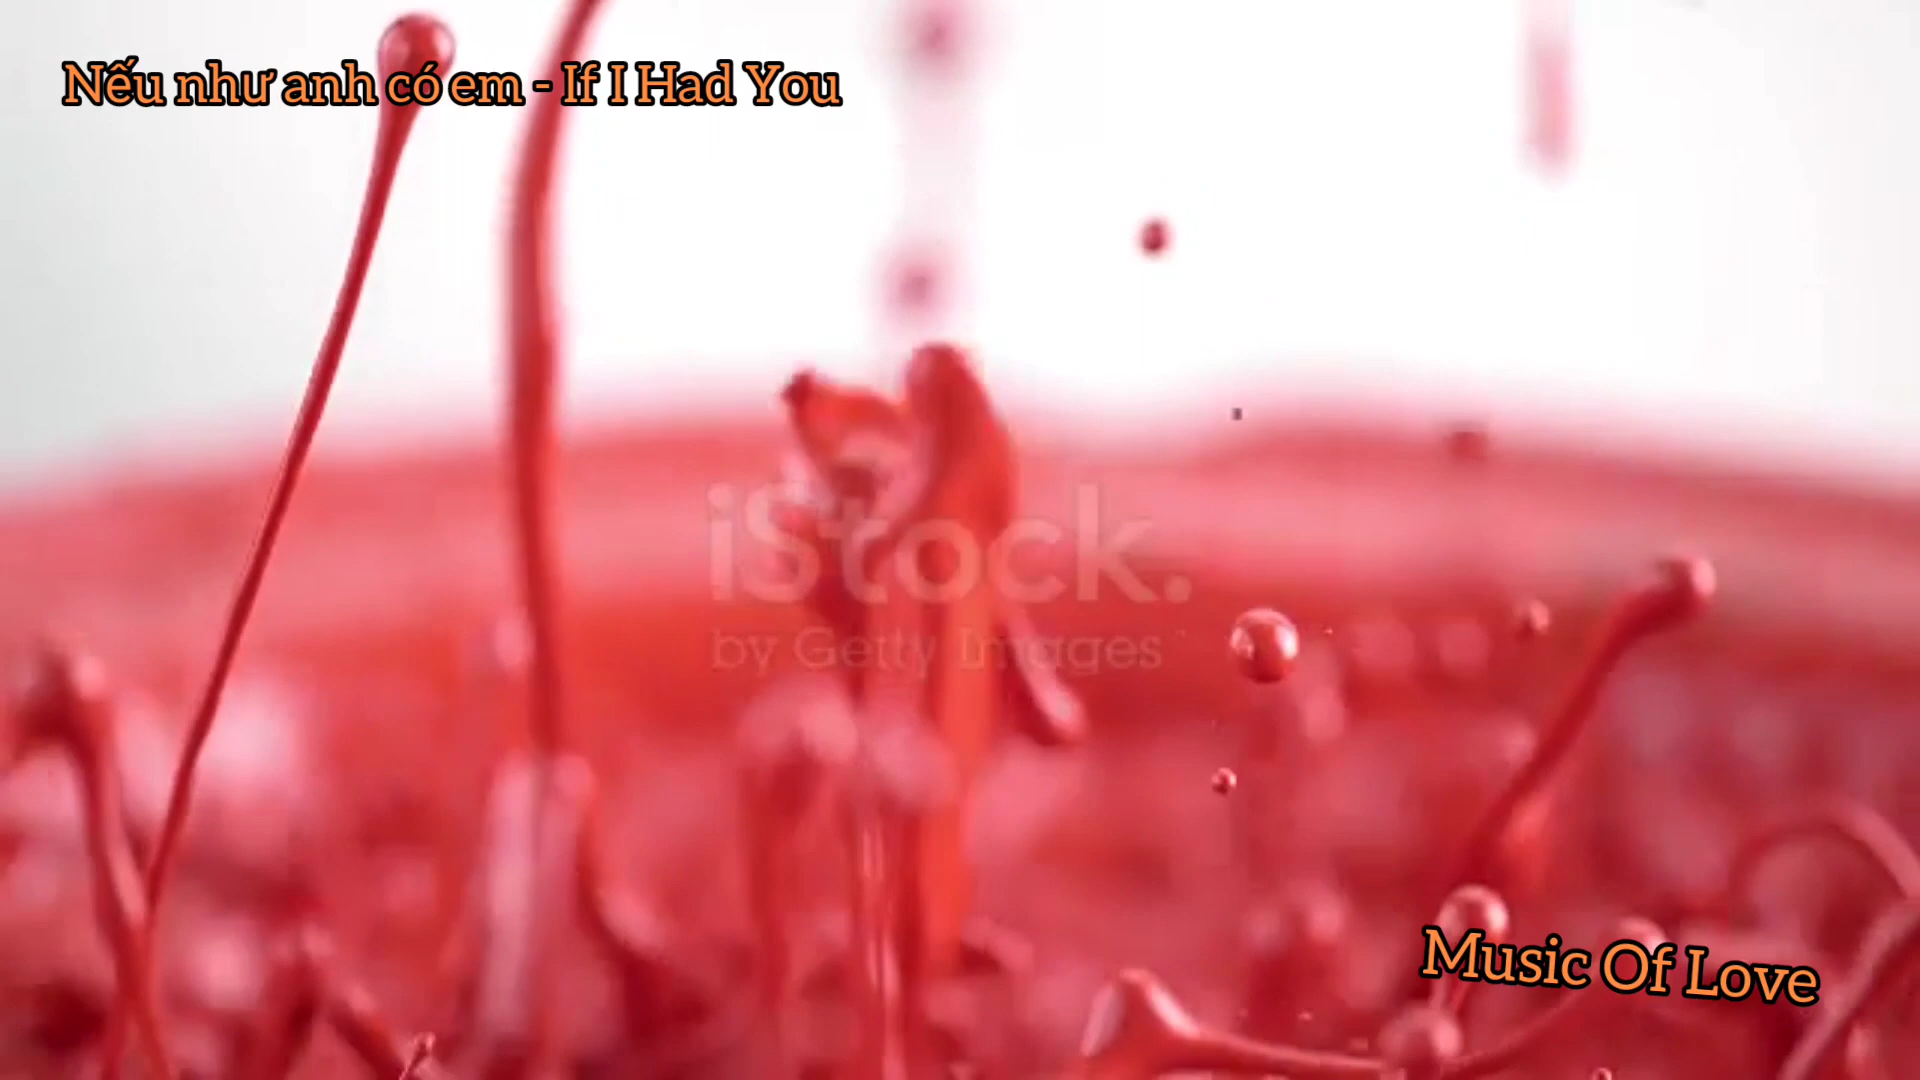 Nếu như anh có em - If I Had You
iStock.
by Getty Images
Music Of Love